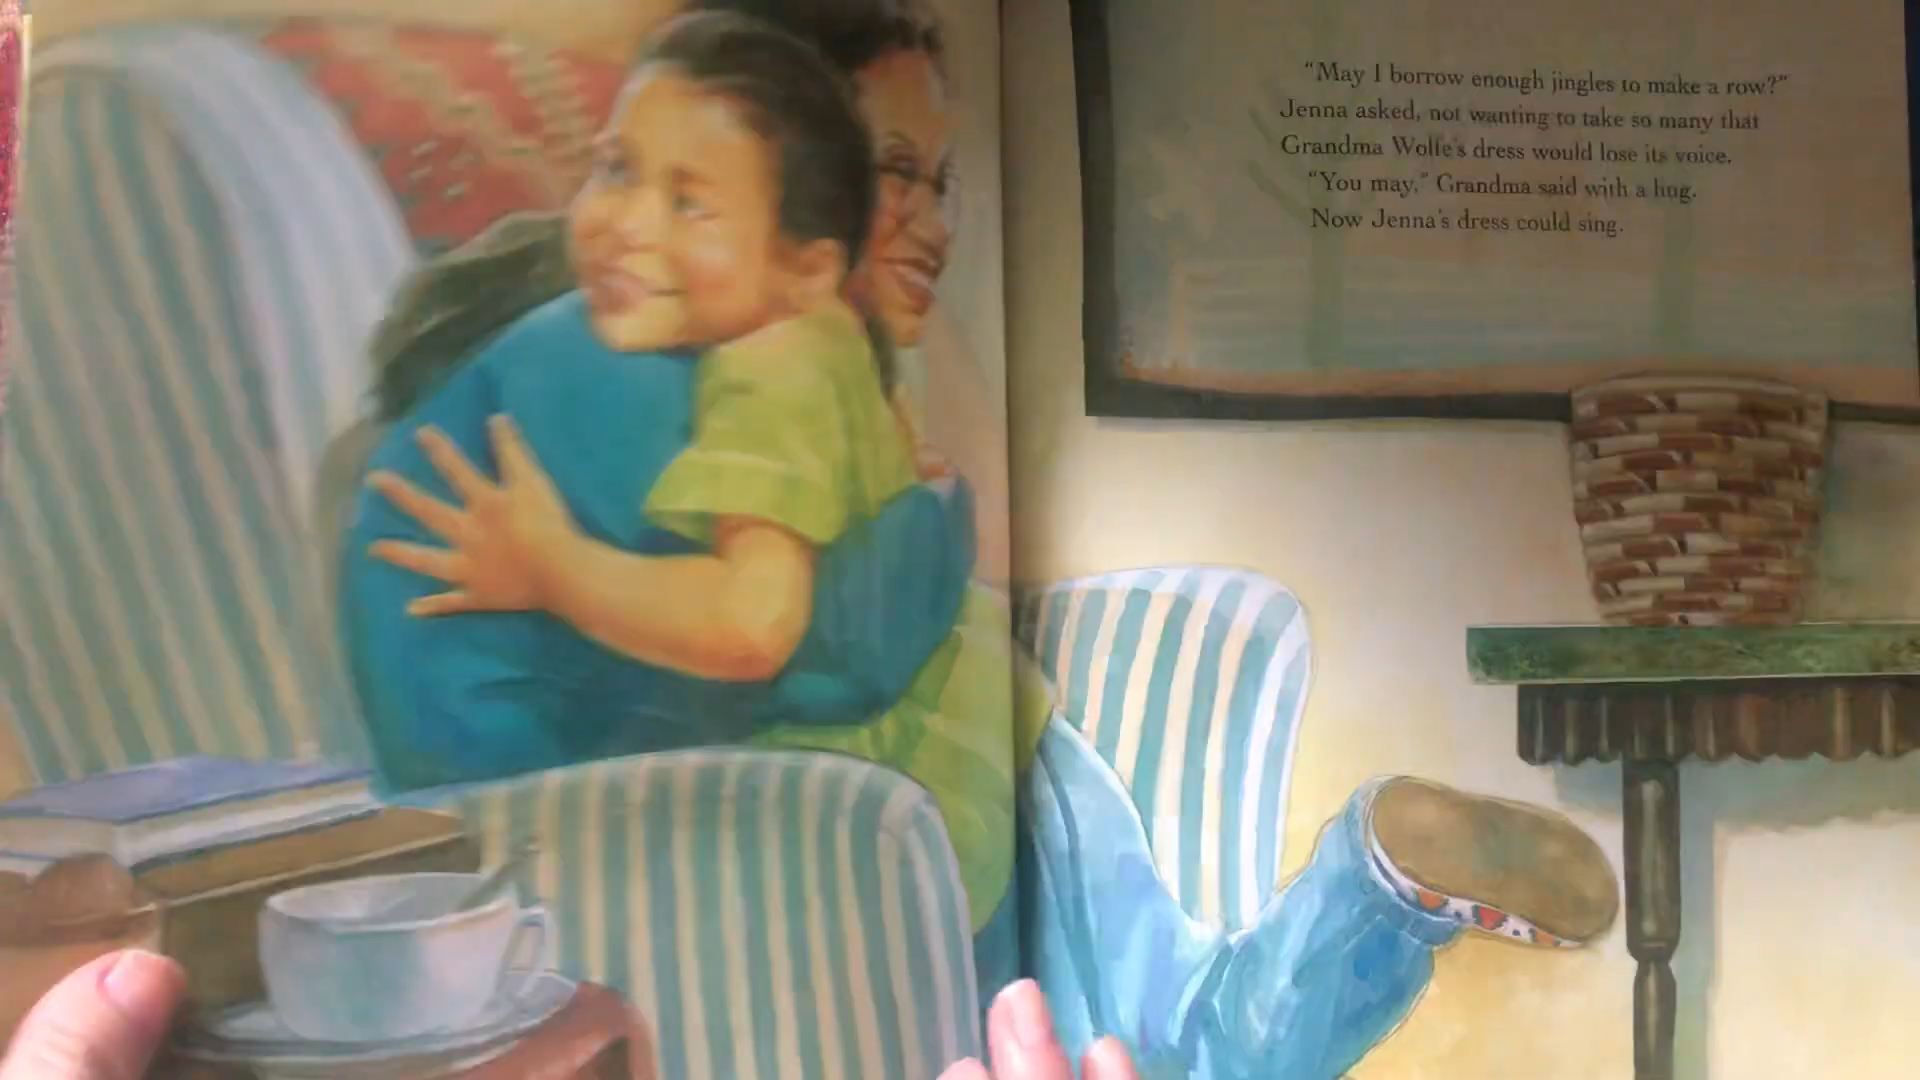 “May I borrow enough jingles to make a row?”
Jenna asked, not wanting to take so many that
Grandma Wolfe’s dress would lose its voice.
“You may,” Grandma said with a hug.
Now Jenna’s dress could sing.